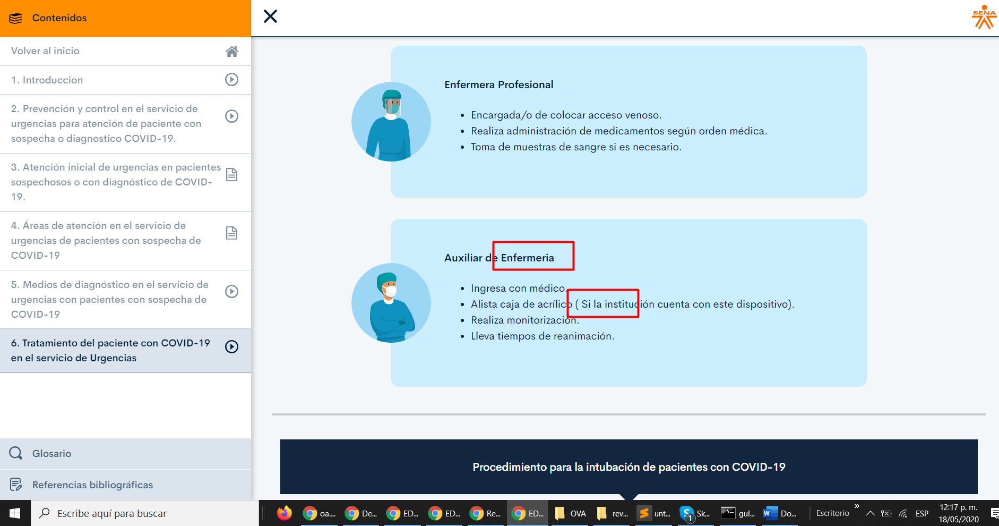 Contenidos
SENA
Volver al inicio
1. Introduccion
2. Prevención y control en el servicio de
urgencias para atención de paciente con
sospecha o diagnostico COVID-19.
3. Atención inicial de urgencias en pacientes
sospechosos o con diagnóstico de COVID-
19.
4. Áreas de atención en el servicio de
urgencias de pacientes con sospecha de
COVID-19
5. Medios de diagnóstico en el servicio de
urgencias con pacientes con sospecha de
COVID-19
6. Tratamiento del paciente con COVID-19
en el servicio de Urgencias
Glosario
Referencias bibliográficas
Enfermera Profesional
• Encargada/o de colocar acceso venoso.
• Realiza administración de medicamentos según orden médica.
• Toma de muestras de sangre si es necesario.
Auxiliar de Enfermeria
• Ingresa con médico.
• Alista caja de acrílico ( Si la institución cuenta con este dispositivo).
• Realiza monitorización.
• Lleva tiempos de reanimación.
Procedimiento para la intubación de pacientes con COVID-19
Escribe aquí para buscar
oa.... De... ED... ED... Re... ED... OVA rev... unt... Sk... gul... Do... Escritorio » ESP
1
12:17 p. m.
18/05/2020